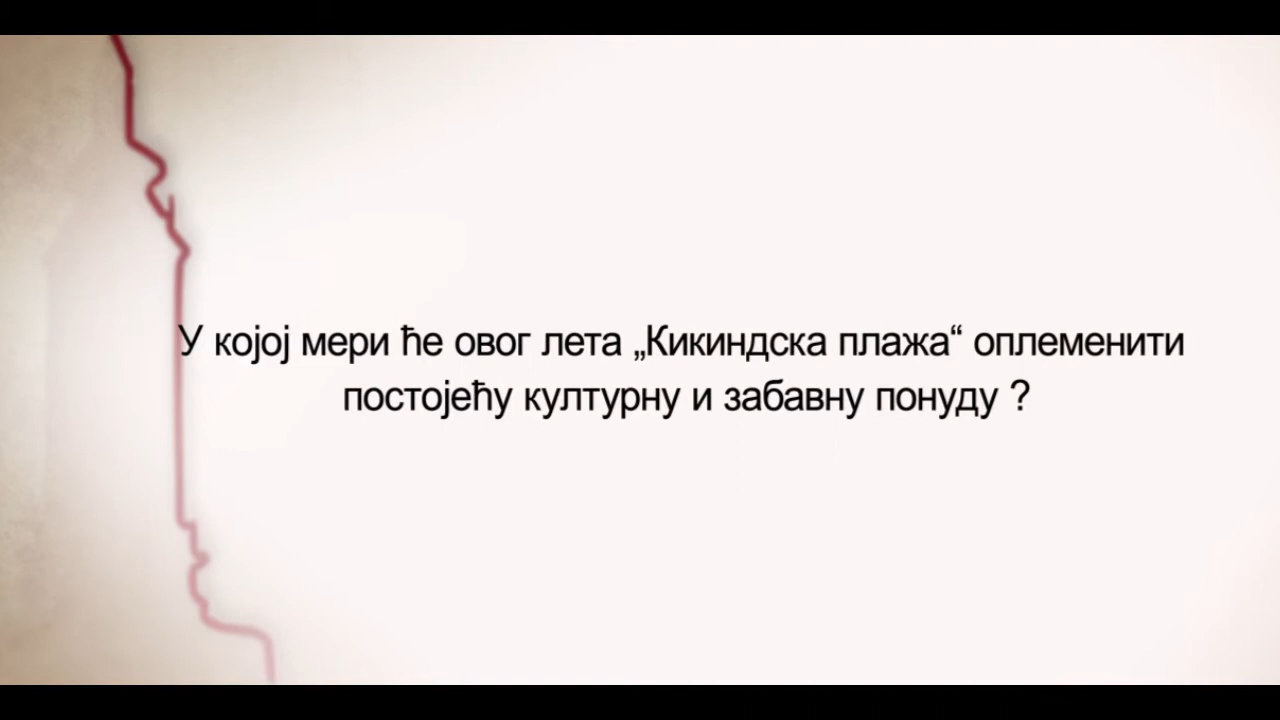 У којој мери ће овог лета „Кикиндска плажа“ оплеменити
постојећу културну и забавну понуду ?